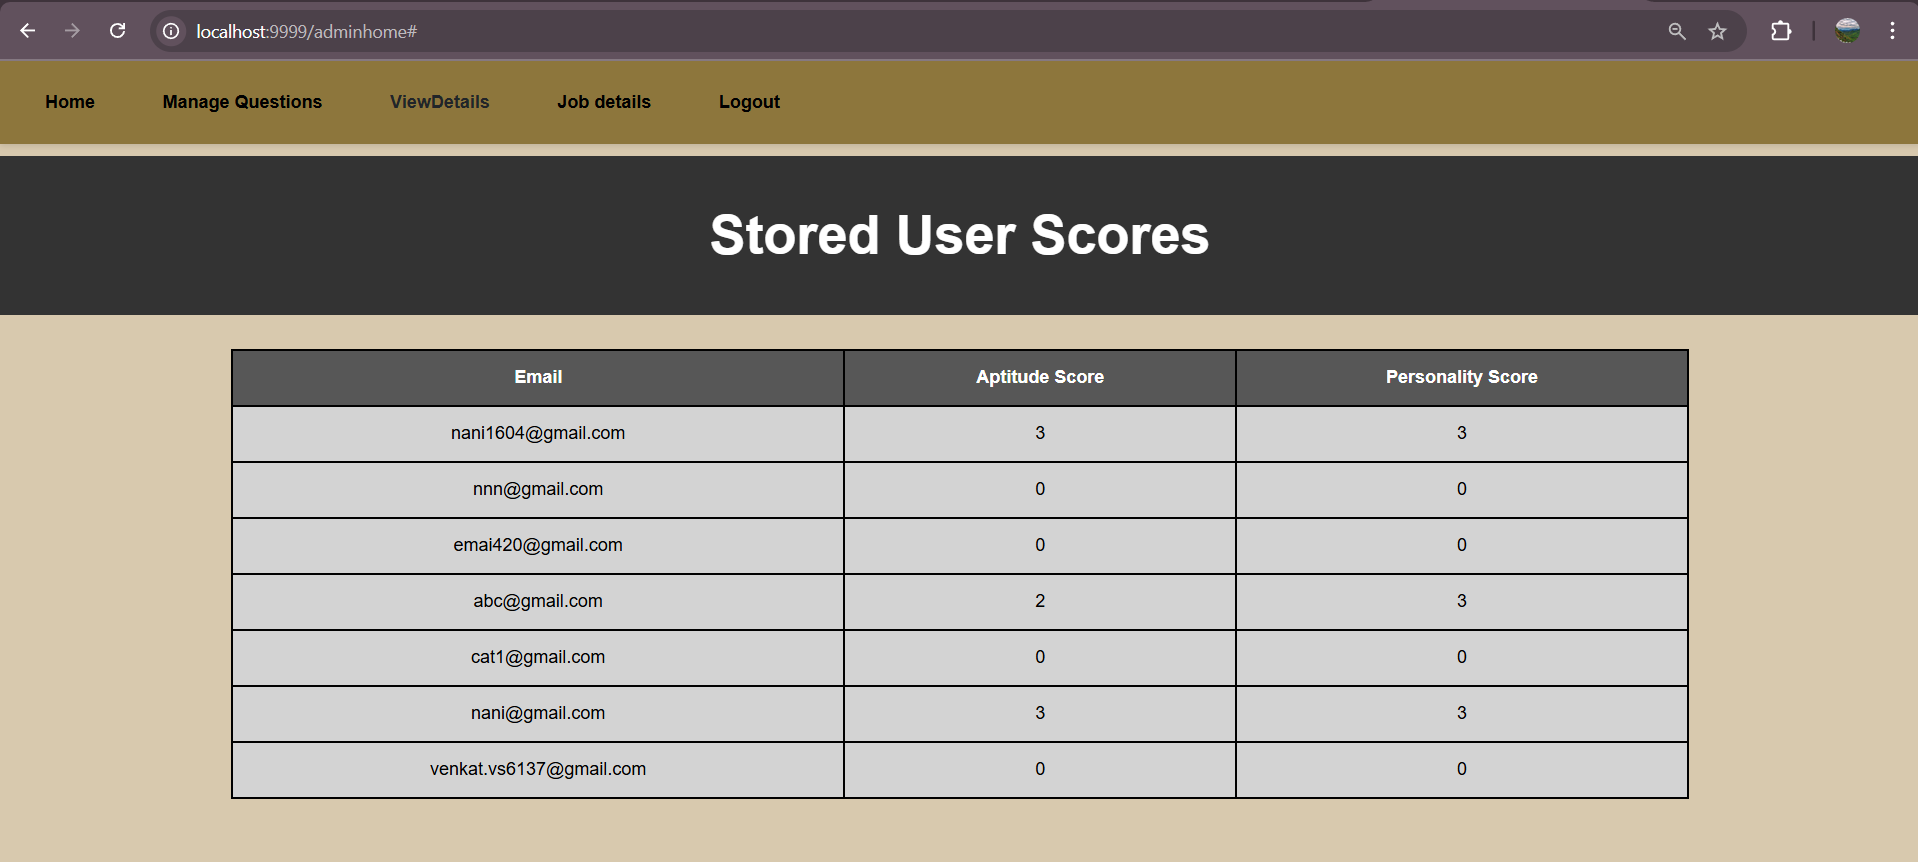 localhost:9999/adminhome#
Home Manage Questions ViewDetails Job details Logout
Stored User Scores
Email Aptitude Score Personality Score
nani1604@gmail.com 3 3
nnn@gmail.com 0 0
emai420@gmail.com 0 0
abc@gmail.com 2 3
cat1@gmail.com 0 0
nani@gmail.com 3 3
venkat.vs6137@gmail.com 0 0